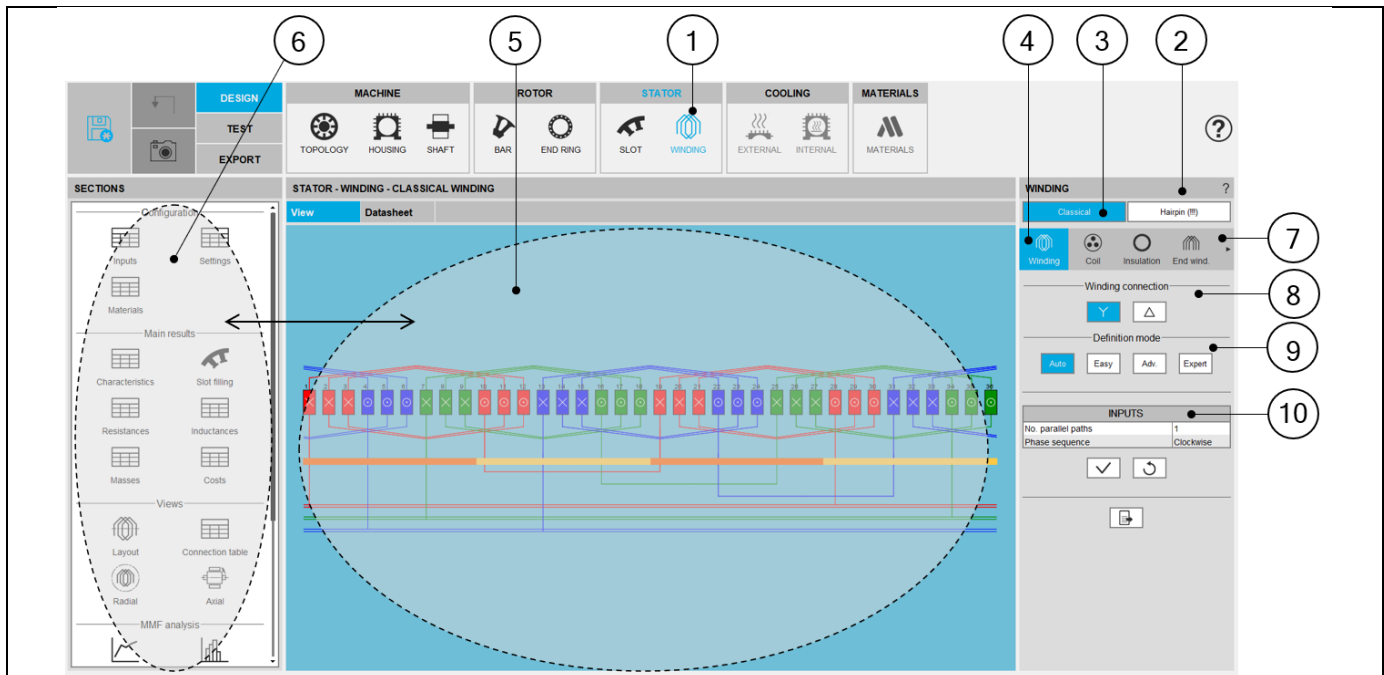 6 5 1 4 3 2
DESIGN MACHINE ROTOR STATOR COOLING MATERIALS
TEST
TOPOLOGY HOUSING SHAFT BAR END RING SLOT WINDING EXTERNAL INTERNAL MATERIALS
EXPORT
?
SECTIONS
Configuration
Inputs Settings
Materials
Main results
Characteristics Slot filling
Resistances Inductances
Masses Costs
Views
Layout Connection table
Radial Axial
MMF analysis
STATOR - WINDING - CLASSICAL WINDING
View Datasheet
WINDING ?
Classical Hairpin (!!!)
Winding Coil Insulation End wind.
7
Winding connection
8
Definition mode
Auto Easy Adv. Expert
9
INPUTS
No. parallel paths 1
Phase sequence Clockwise
10